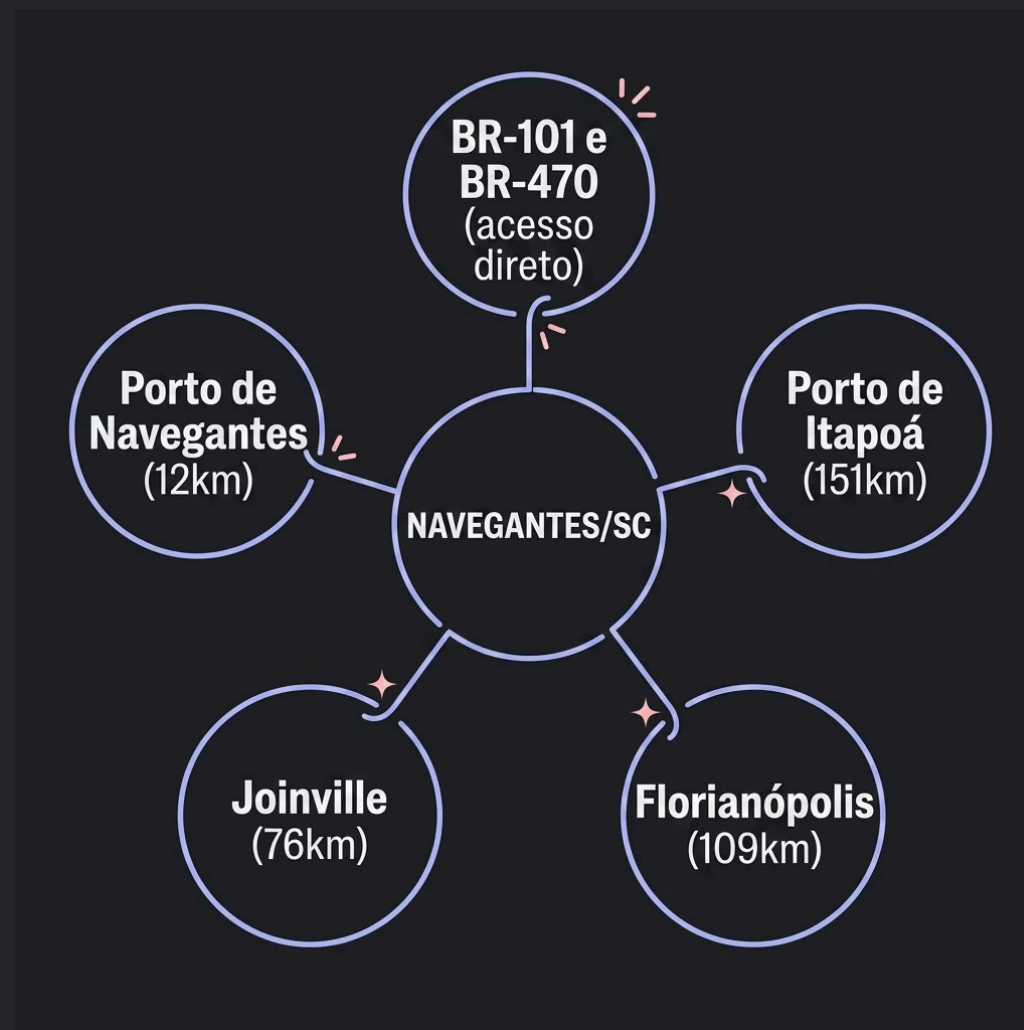 BR-101 e
BR-470
(acesso
direto)
Porto de
Navegantes
(12km)
Porto de
Itapoá
(151km)
NAVEGANTES/SC
Joinville
(76km)
Florianópolis
(109km)